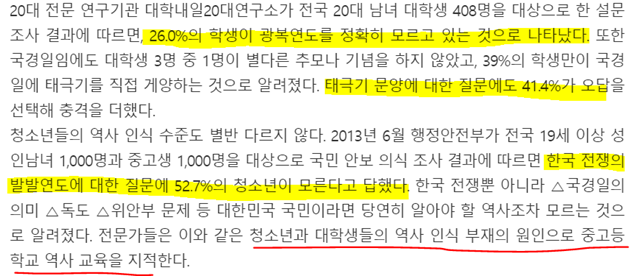 20대 전문 연구기관 대학내일20대연구소가 전국 20대 남녀 대학생 408명을 대상으로 한 설문
조사 결과에 따르면, 26.0%의 학생이 광복연도를 정확히 모르고 있는 것으로 나타났다. 또한
국경일임에도 대학생 3명 중 1명이 별다른 추모나 기념을 하지 않았고, 39%의 학생만이 국경
일에 태극기를 직접 게양하는 것으로 알려졌다. 태극기 문양에 대한 질문에도 41.4%가 오답을
선택해 충격을 더했다.
청소년들의 역사 인식 수준도 별반 다르지 않다. 2013년 6월 행정안전부가 전국 19세 이상 성
인남녀 1,000명과 중고생 1,000명을 대상으로 국민 안보 의식 조사 결과에 따르면 한국 전쟁의
발발연도에 대한 질문에 52.7%의 청소년이 모른다고 답했다. 한국 전쟁뿐 아니라 △국경일의
의미 △독도 △위안부 문제 등 대한민국 국민이라면 당연히 알아야 할 역사조차 모르는 것으
로 알려졌다. 전문가들은 이와 같은 청소년과 대학생들의 역사 인식 부재의 원인으로 중고등
학교 역사 교육을 지적한다.